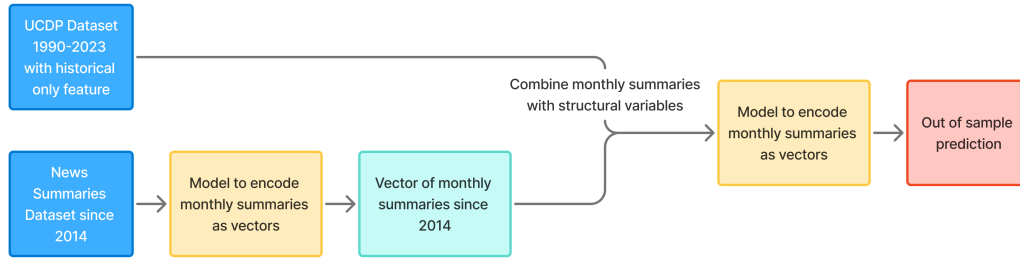 UCDP Dataset
1990-2023
with historical
only feature
Combine monthly summaries
with structural variables
Model to encode
monthly summaries
as vectors
Out of sample
prediction
News
Summaries
Dataset since
2014
Model to encode
monthly summaries
as vectors
Vector of monthly
summaries since
2014